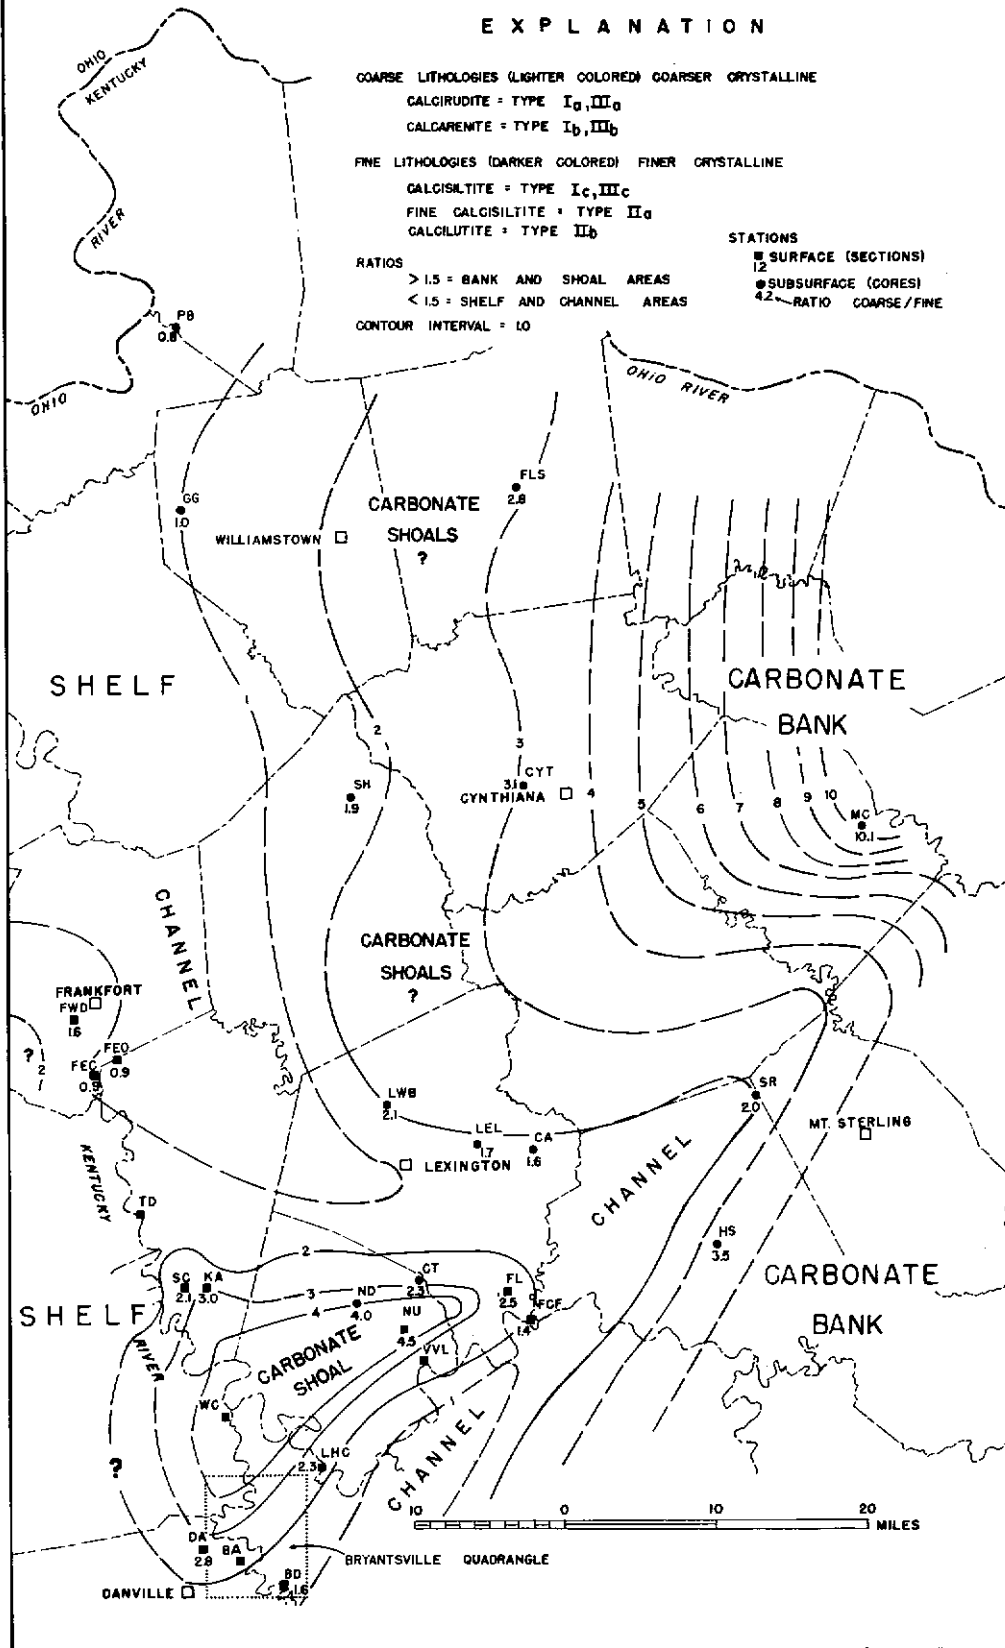 EXPLANATION
COARSE LITHOLOGIES (LIGHTER COLORED) COARSER CRYSTALLINE
CALCIRUDITE = TYPE Ia, IIIa
CALCARENITE = TYPE Ib, IIIb
FINE LITHOLOGIES (DARKER COLORED) FINER CRYSTALLINE
CALCISILTITE = TYPE Ic, IIIc
FINE CALCISILTITE = TYPE IIa
CALCILUTITE = TYPE IIb
RATIOS
> 1.5 = BANK AND SHOAL AREAS
< 1.5 = SHELF AND CHANNEL AREAS
CONTOUR INTERVAL = 1.0
STATIONS
SURFACE (SECTIONS)
1.2
SUBSURFACE (CORES)
4.2 RATIO COARSE/FINE
OHIO
KENTUCKY
RIVER
PB
0.8
OHIO
OHIO RIVER
GG
1.0
WILLIAMSTOWN
CARBONATE
SHOALS
?
FLS
2.8
SHELF
CARBONATE
BANK
2
3
SH
1.9
CYT
3.1
CYNTHIANA
4
5
6
7
8
9
10
MC
10.1
CHANNEL
CARBONATE
SHOALS
?
FRANKFORT
FWD
1.6
?
2
FEO
0.9
FEC
0.9
LWB
2.1
LEL
1.7
CA
1.6
SR
2.0
MT. STERLING
LEXINGTON
CHANNEL
KENTUCKY
TD
HS
3.5
CARBONATE
BANK
SHELF
RIVER
2
3
4
SC
2.1
KA
3.0
ND
4.0
CT
2.3
NU
4.5
FL
2.5
FCF
1.4
VVL
CARBONATE
SHOAL
WC
LHC
2.3
CHANNEL
?
10 0 10 20
MILES
DA
2.8
BA
BD
1.6
BRYANTSVILLE QUADRANGLE
DANVILLE